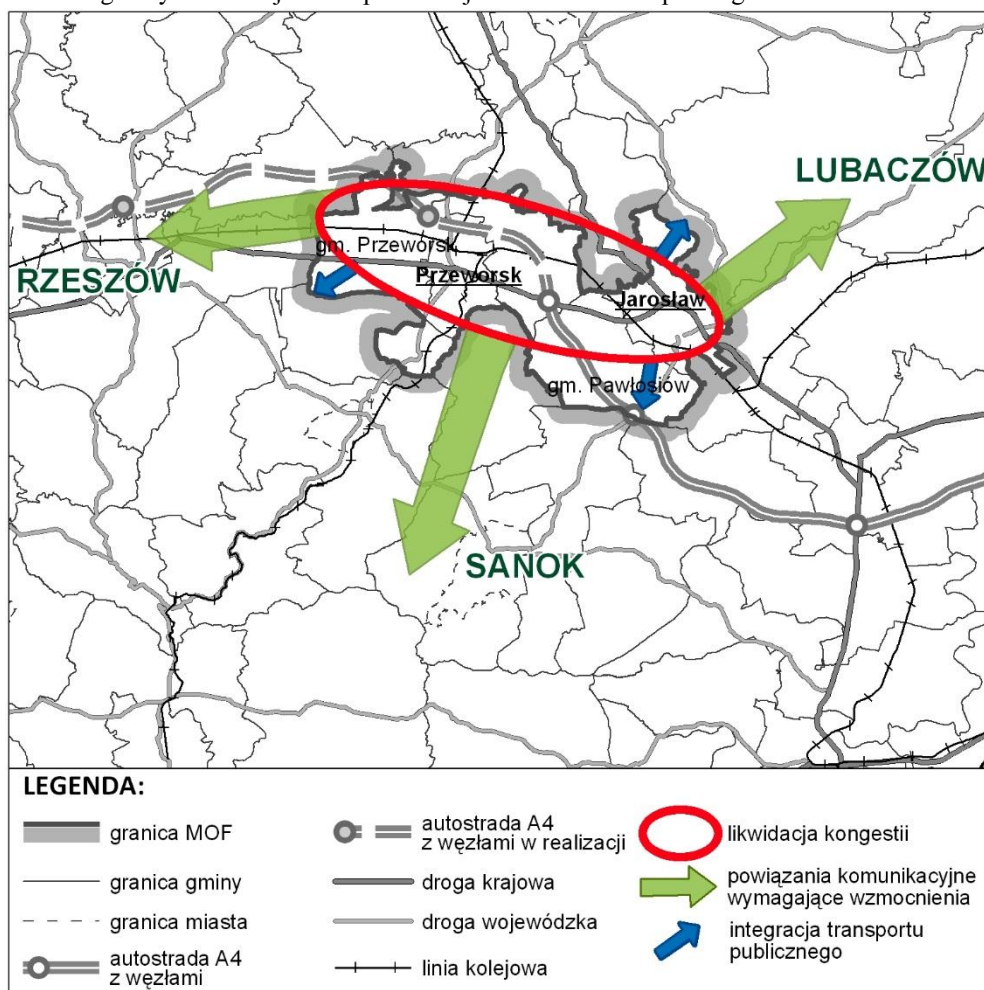 LUBACZÓW
gm. Przeworsk
RZESZÓW
Przeworsk
Jarosław
gm. Pawłosiów
SANOK
LEGENDA:
granica MOF
granica gminy
granica miasta
autostrada A4
z węzłami
autostrada A4
z węzłami w realizacji
droga krajowa
droga wojewódzka
linia kolejowa
likwidacja kongestii
powiązania komunikacyjne
wymagające wzmocnienia
integracja transportu
publicznego